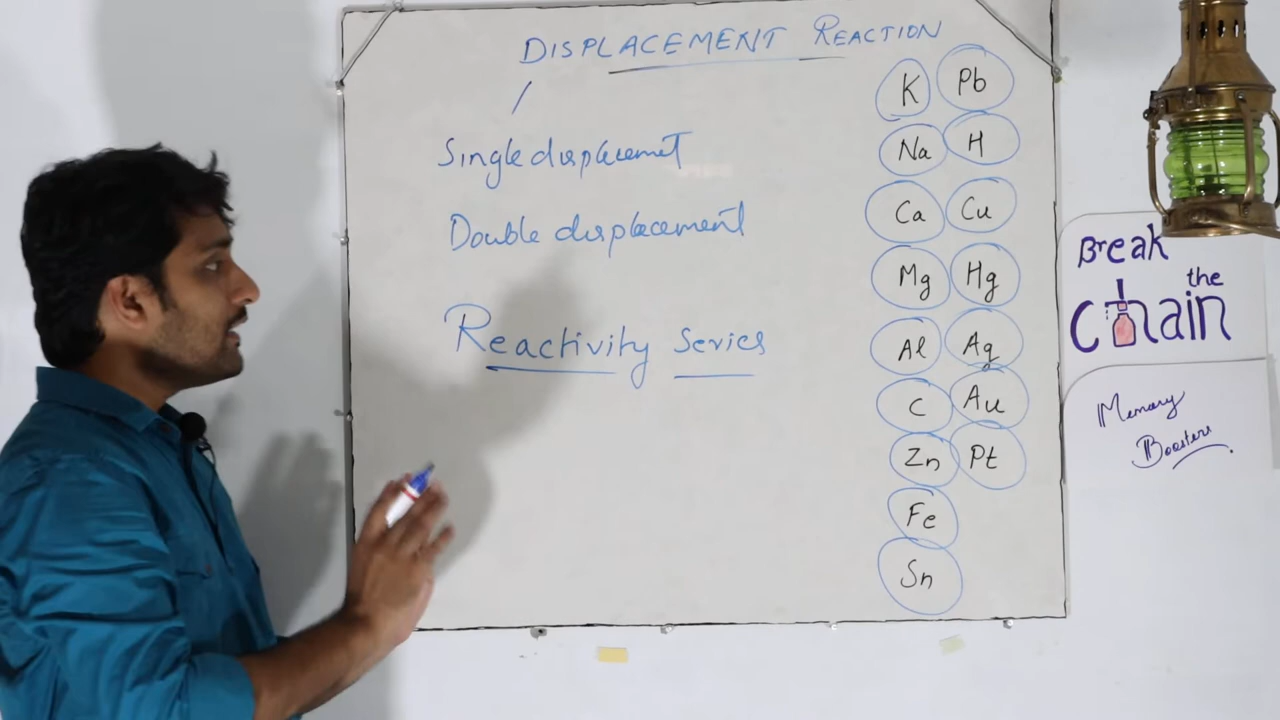 DISPLACEMENT REACTION
Single displacemet
Double displacement
Reactivity Series
K Pb
Na H
Ca Cu
Mg Hg
Al Ag
C Au
Zn Pt
Fe
Sn
Break
the
Chain
Memory
Boosters